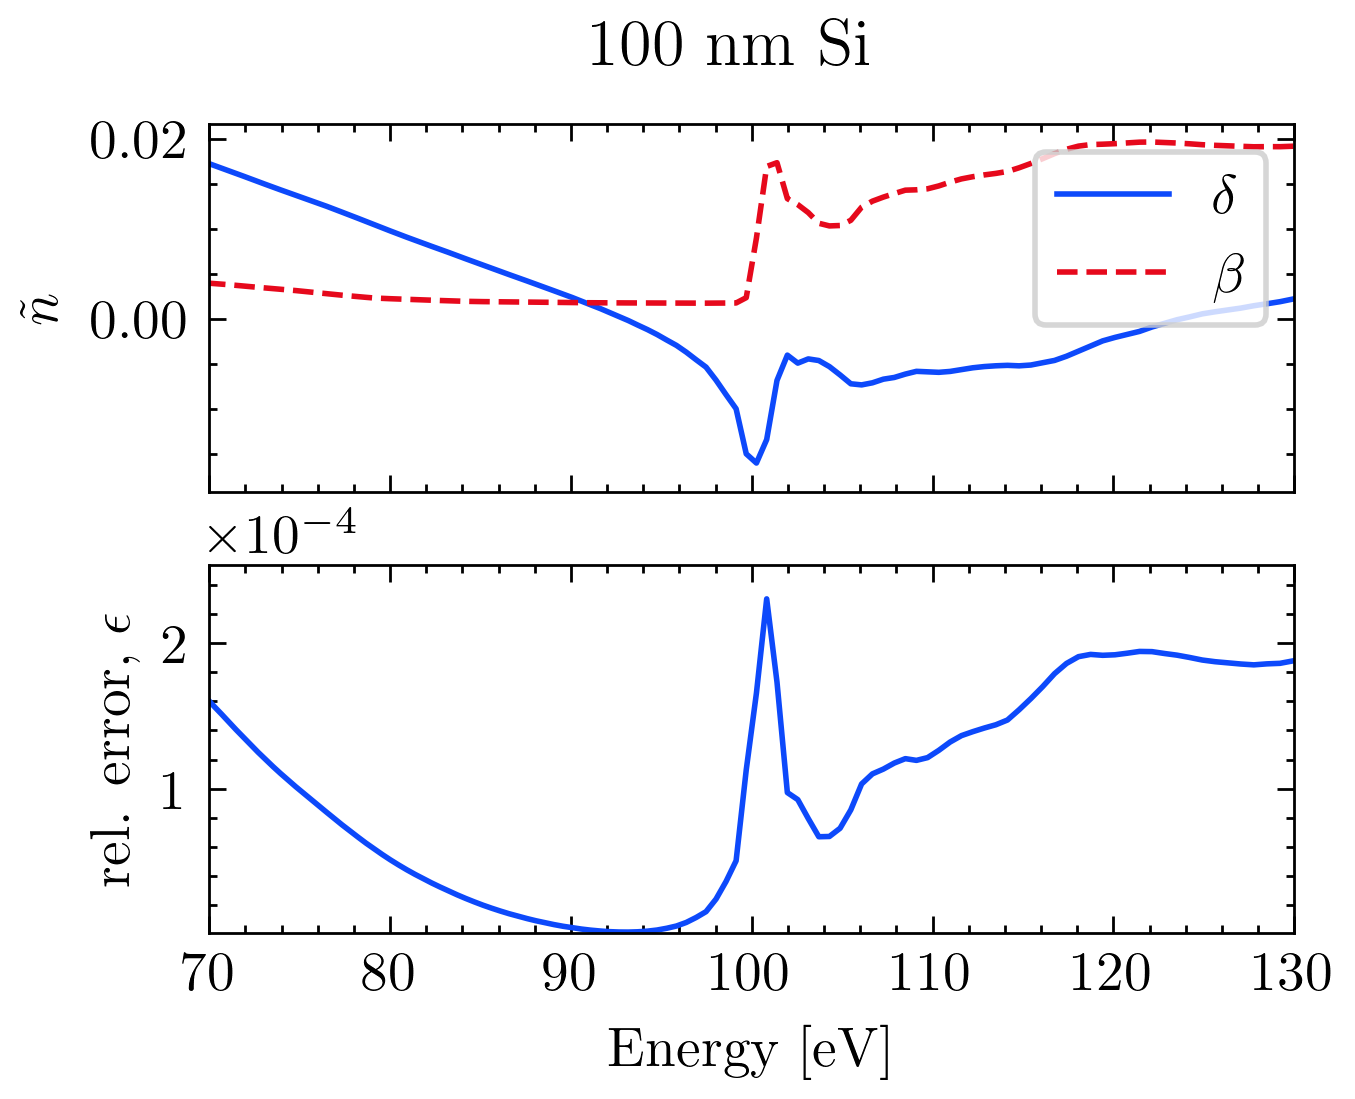 100 nm Si
0.02
0.00
ñ
δ
β
×10⁻⁴
2
1
rel. error, ϵ
70 80 90 100 110 120 130
Energy [eV]